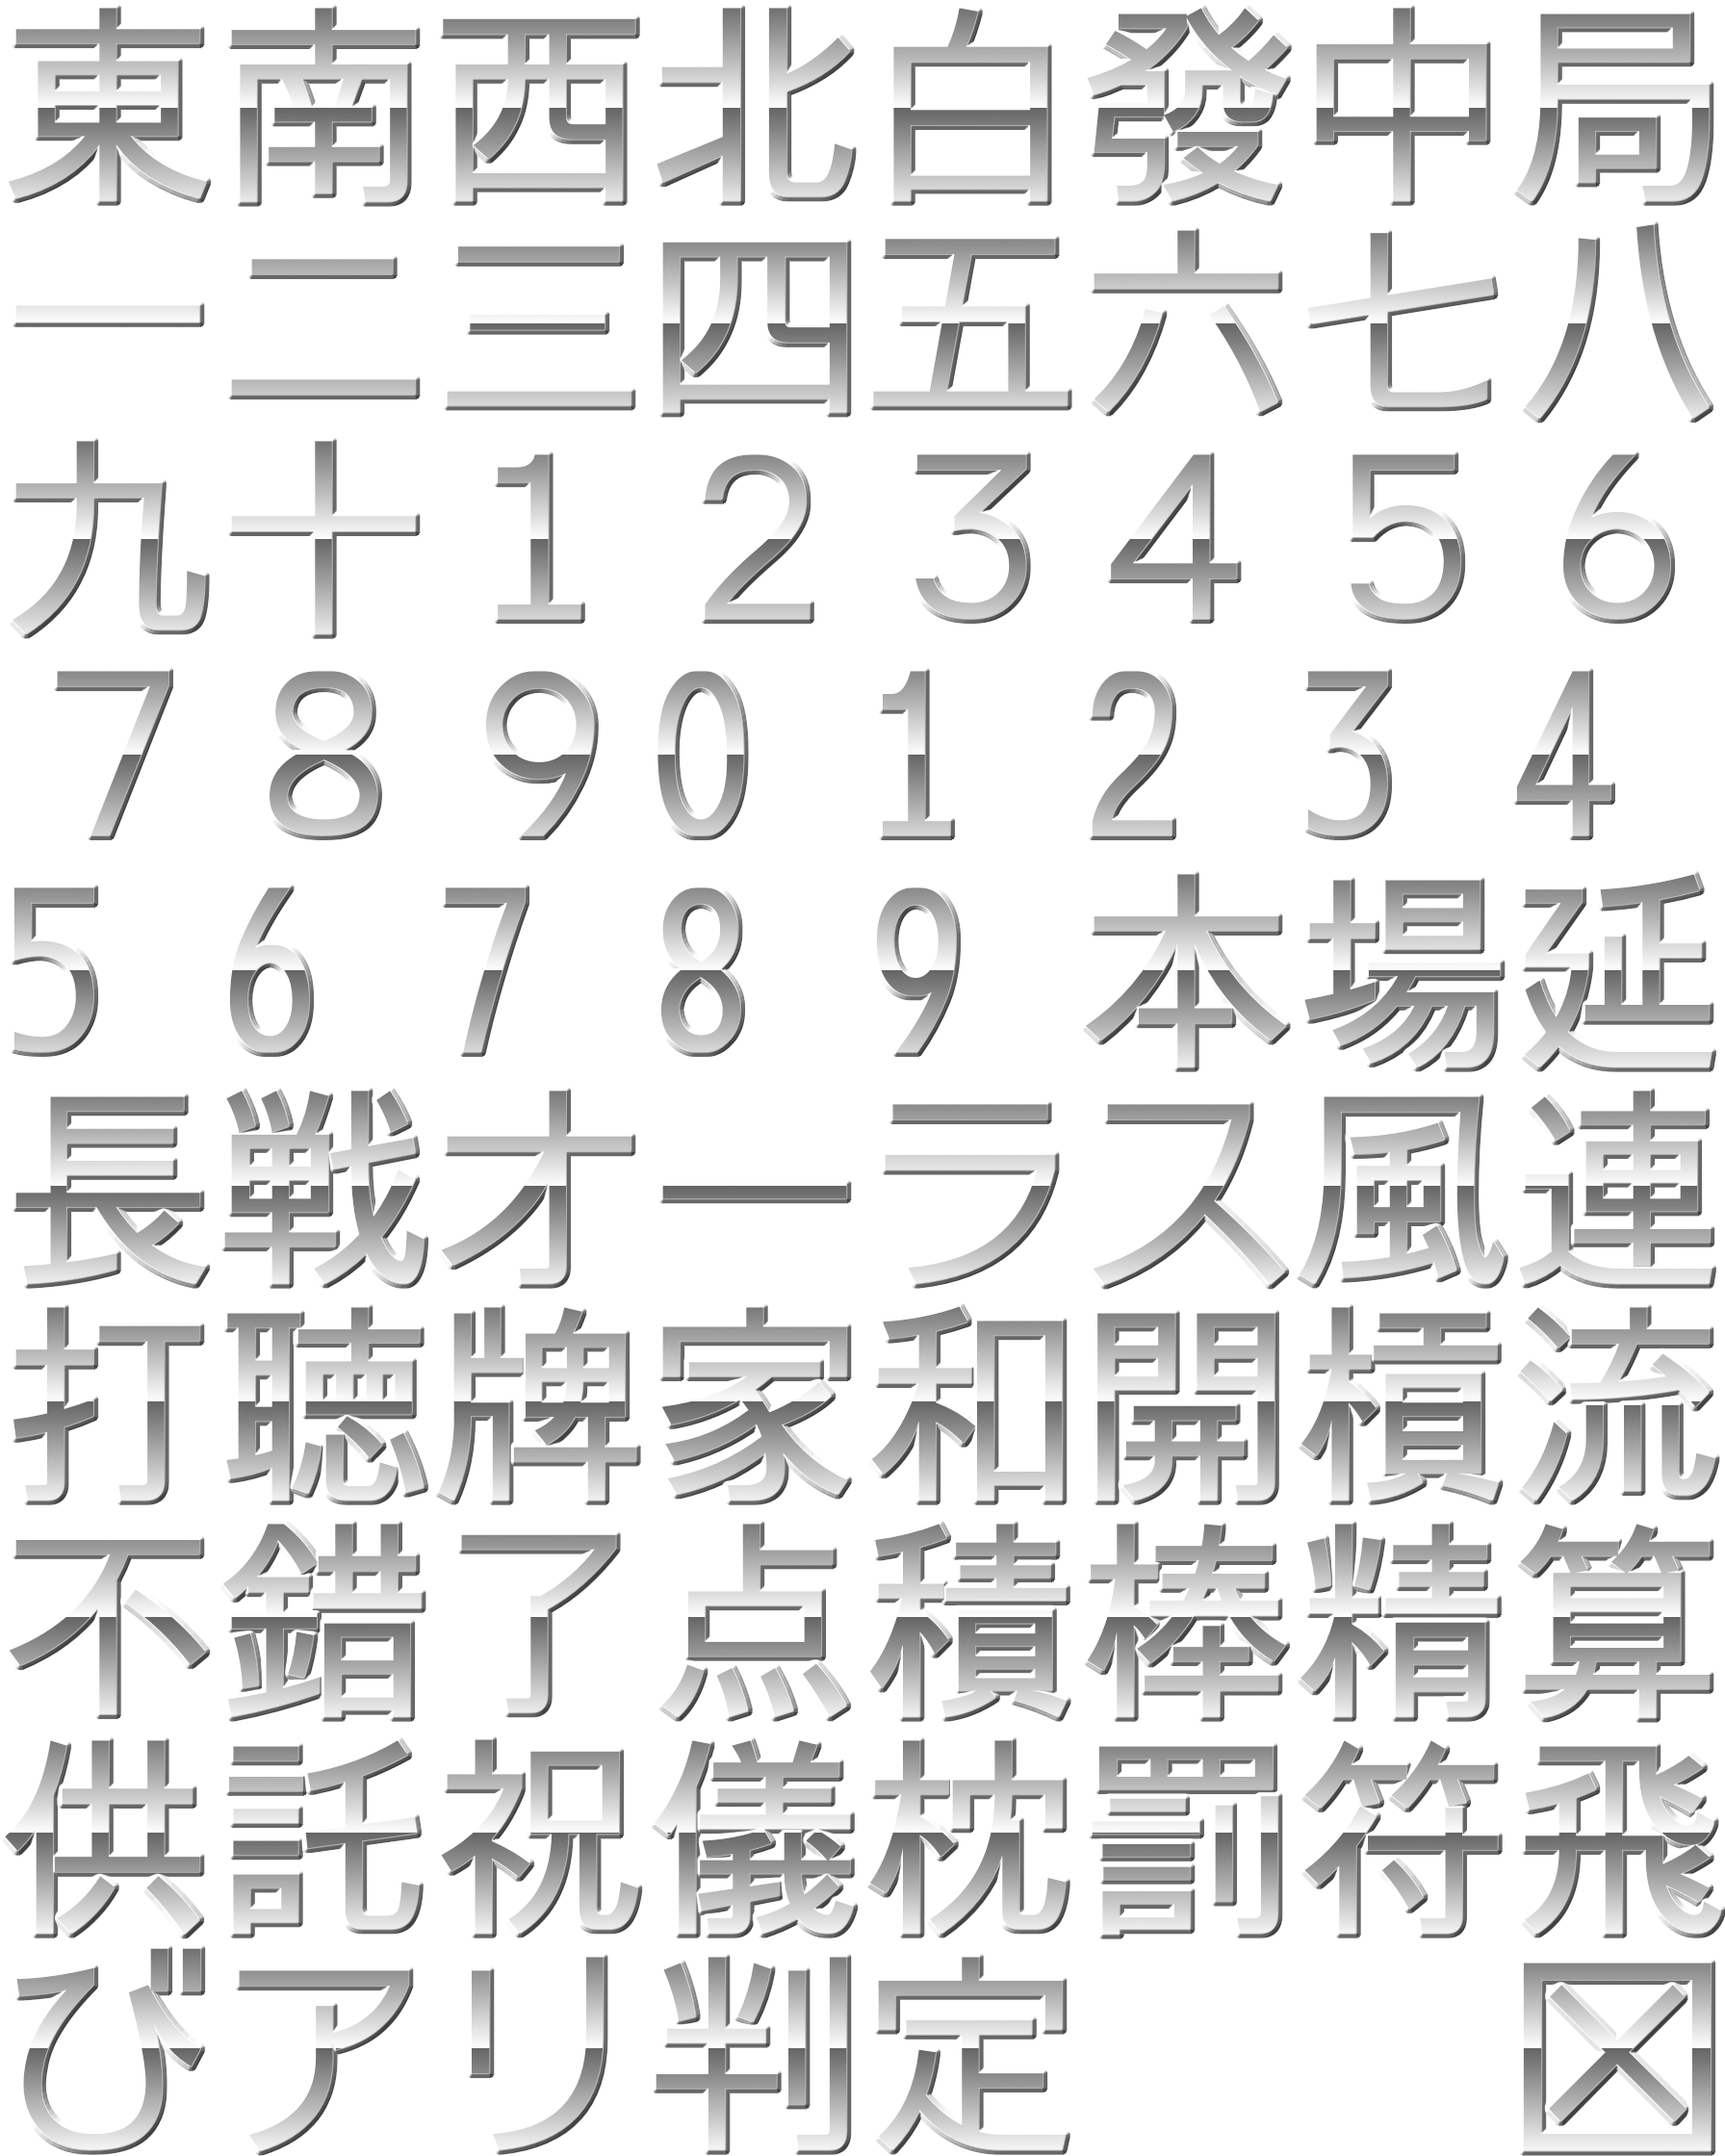 東南西北白發中局
一二三四五六七八
九十123456
78901234
56789本場延
長戦オーラス風連
打聴牌家和開槓流
不錯了点積棒精算
供託祝儀枕罰符飛
びアリ判定〤